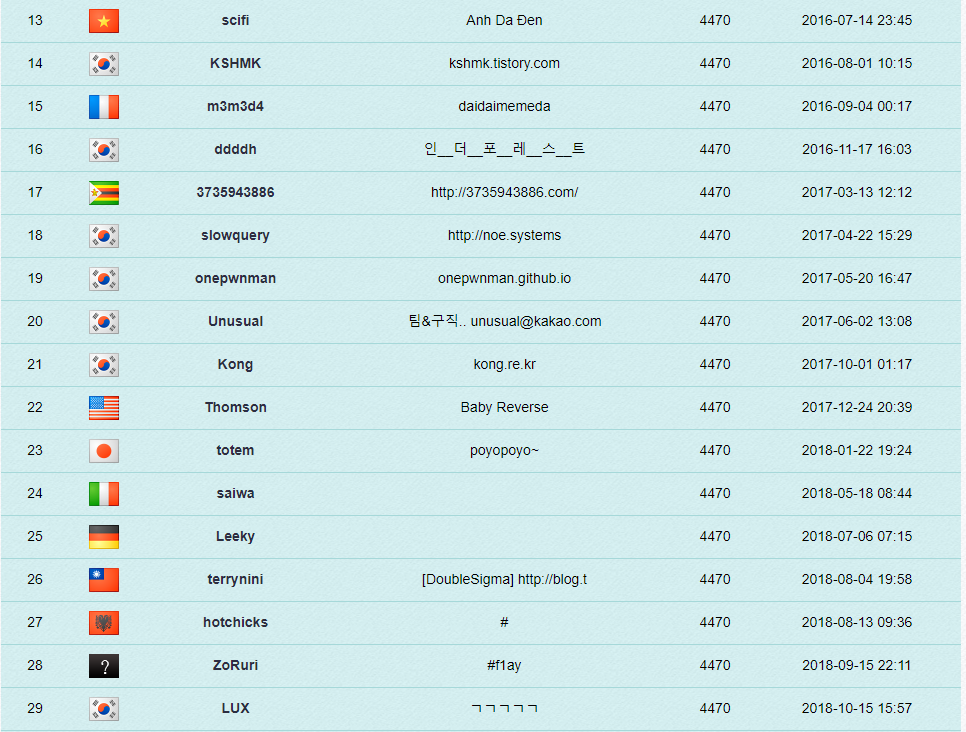 13 scifi Anh Da Đen 4470 2016-07-14 23:45
14 KSHMK kshmk.tistory.com 4470 2016-08-01 10:15
15 m3m3d4 daidaimemeda 4470 2016-09-04 00:17
16 ddddh 인__더__포__레__스__트 4470 2016-11-17 16:03
17 3735943886 http://3735943886.com/ 4470 2017-03-13 12:12
18 slowquery http://noe.systems 4470 2017-04-22 15:29
19 onepwnman onepwnman.github.io 4470 2017-05-20 16:47
20 Unusual 팀&구직.. unusual@kakao.com 4470 2017-06-02 13:08
21 Kong kong.re.kr 4470 2017-10-01 01:17
22 Thomson Baby Reverse 4470 2017-12-24 20:39
23 totem poyopoyo~ 4470 2018-01-22 19:24
24 saiwa 4470 2018-05-18 08:44
25 Leeky 4470 2018-07-06 07:15
26 terrynini [DoubleSigma] http://blog.t 4470 2018-08-04 19:58
27 hotchicks # 4470 2018-08-13 09:36
28 ? ZoRuri #f1ay 4470 2018-09-15 22:11
29 LUX ㄱㄱㄱㄱㄱ 4470 2018-10-15 15:57